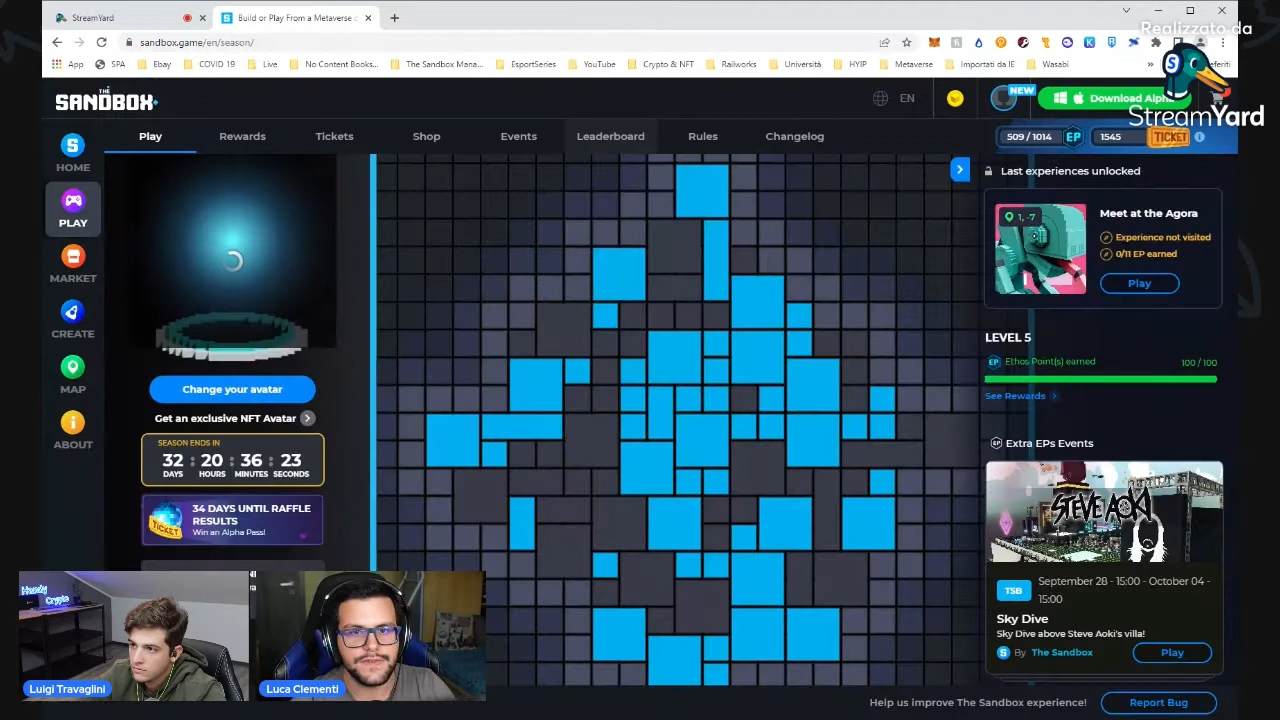 StreamYard
Build or Play From a Metaverse c
Realizzato da
sandbox.game/en/season/
App
SPA
Ebay
COVID 19
Live
No Content Book...
The Sandbox Mana...
EsportSeries
YouTube
Crypto & NFT
Railworks
Università
HYIP
Metaverse
Importati da IE
Wasabi
StreamYard
THE
SANDBOX
EN
NEW
Download Alpha
Play
Rewards
Tickets
Shop
Events
Leaderboard
Rules
Changelog
509 / 1014
EP
1545
TICKET
HOME
PLAY
MARKET
CREATE
MAP
ABOUT
Change your avatar
Get an exclusive NFT Avatar
SEASON ENDS IN
32 : 20 : 36 : 23
DAYS HOURS MINUTES SECONDS
TICKET
34 DAYS UNTIL RAFFLE
RESULTS
Win an Alpha Pass!
Last experiences unlocked
1, -7
Meet at the Agora
Experience not visited
0/11 EP earned
Play
LEVEL 5
EP
Ethos Point(s) earned
100 / 100
See Rewards
EP
Extra EPs Events
STEVE AOKI
TSB
September 28 - 15:00 - October 04 -
15:00
Sky Dive
Sky Dive above Steve Aoki's villa!
By The Sandbox
Play
Help us improve The Sandbox experience!
Report Bug
Luigi Travaglini
Luca Clementi